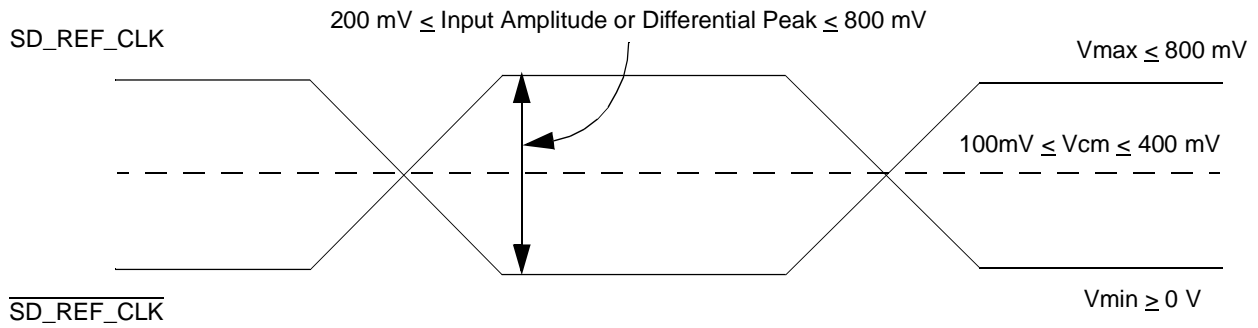 200 mV ≤ Input Amplitude or Differential Peak ≤ 800 mV
SD_REF_CLK
Vmax ≤ 800 mV
100mV ≤ Vcm ≤ 400 mV
SD_REF_CLK
Vmin ≥ 0 V